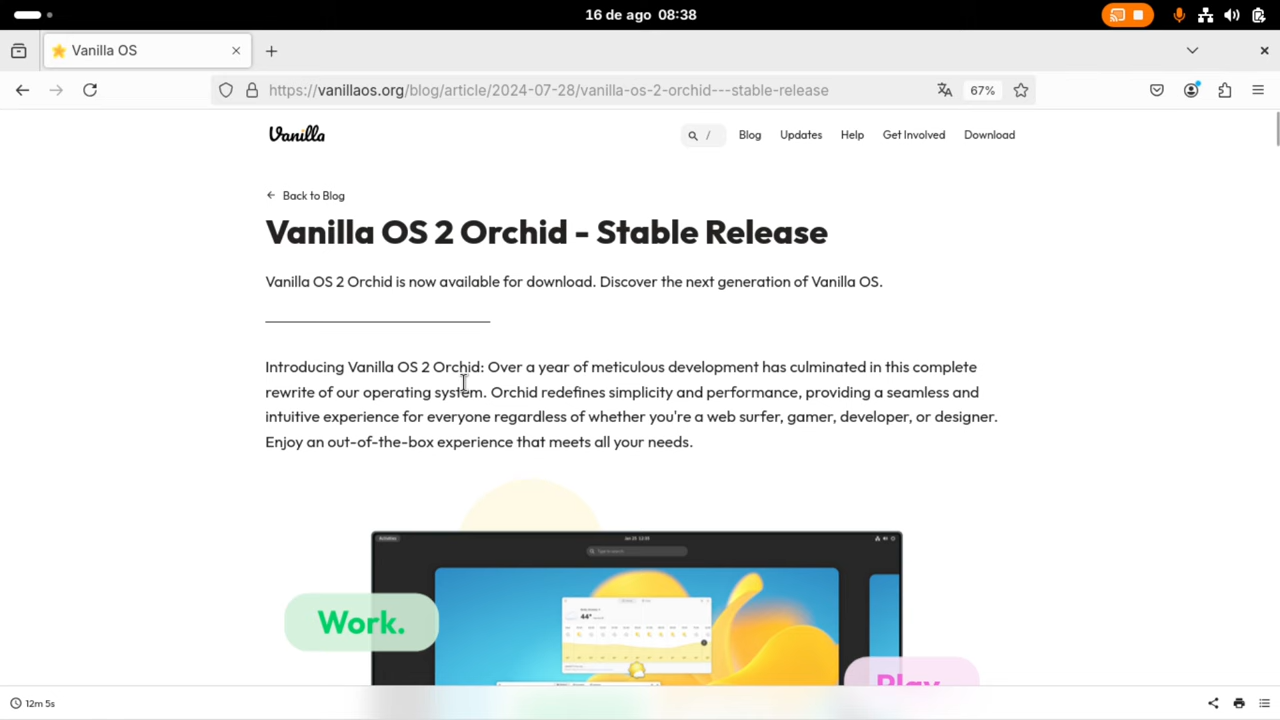 16 de ago 08:38
Vanilla OS
https://vanillaos.org/blog/article/2024-07-28/vanilla-os-2-orchid---stable-release
67%
Vanilla
/
Blog
Updates
Help
Get Involved
Download
Back to Blog
Vanilla OS 2 Orchid - Stable Release
Vanilla OS 2 Orchid is now available for download. Discover the next generation of Vanilla OS.
Introducing Vanilla OS 2 Orchid: Over a year of meticulous development has culminated in this complete
rewrite of our operating system. Orchid redefines simplicity and performance, providing a seamless and
intuitive experience for everyone regardless of whether you're a web surfer, gamer, developer, or designer.
Enjoy an out-of-the-box experience that meets all your needs.
Activities
Type to search
44°
Work.
Play.
12m 5s